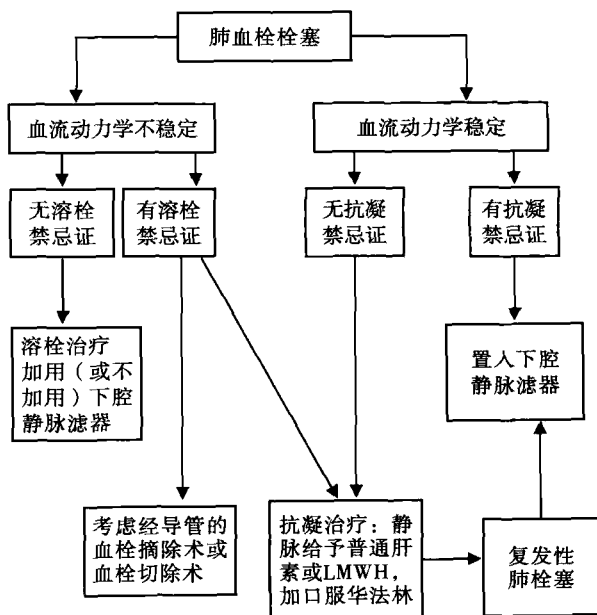 肺血栓栓塞
血流动力学不稳定
血流动力学稳定
无溶栓
禁忌证
有溶栓
禁忌证
无抗凝
禁忌证
有抗凝
禁忌证
溶栓治疗
加用（或不
加用）下腔
静脉滤器
置入下腔
静脉滤器
考虑经导管的
血栓摘除术或
血栓切除术
抗凝治疗：静
脉给予普通肝
素或LMWH，
加口服华法林
复发性
肺栓塞